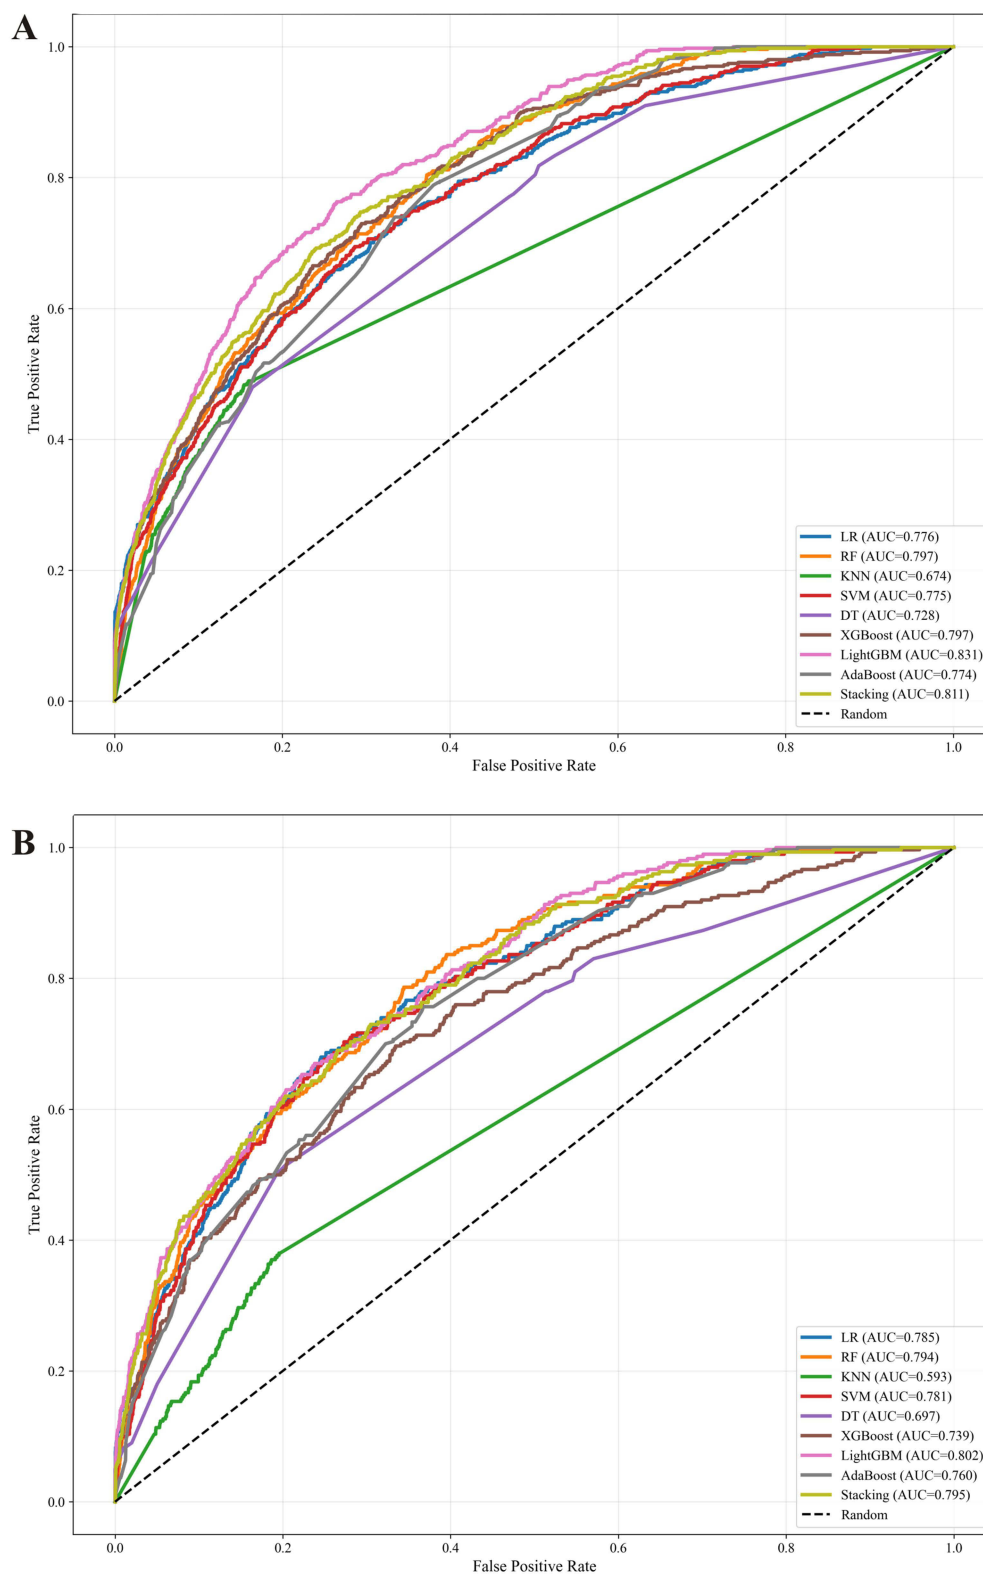 A
1.0
0.8
0.6
0.4
0.2
0.0
True Positive Rate
LR (AUC=0.776)
RF (AUC=0.797)
KNN (AUC=0.674)
SVM (AUC=0.775)
DT (AUC=0.728)
XGBoost (AUC=0.797)
LightGBM (AUC=0.831)
AdaBoost (AUC=0.774)
Stacking (AUC=0.811)
Random
0.0 0.2 0.4 0.6 0.8 1.0
False Positive Rate
B
1.0
0.8
0.6
0.4
0.2
0.0
True Positive Rate
LR (AUC=0.785)
RF (AUC=0.794)
KNN (AUC=0.593)
SVM (AUC=0.781)
DT (AUC=0.697)
XGBoost (AUC=0.739)
LightGBM (AUC=0.802)
AdaBoost (AUC=0.760)
Stacking (AUC=0.795)
Random
0.0 0.2 0.4 0.6 0.8 1.0
False Positive Rate